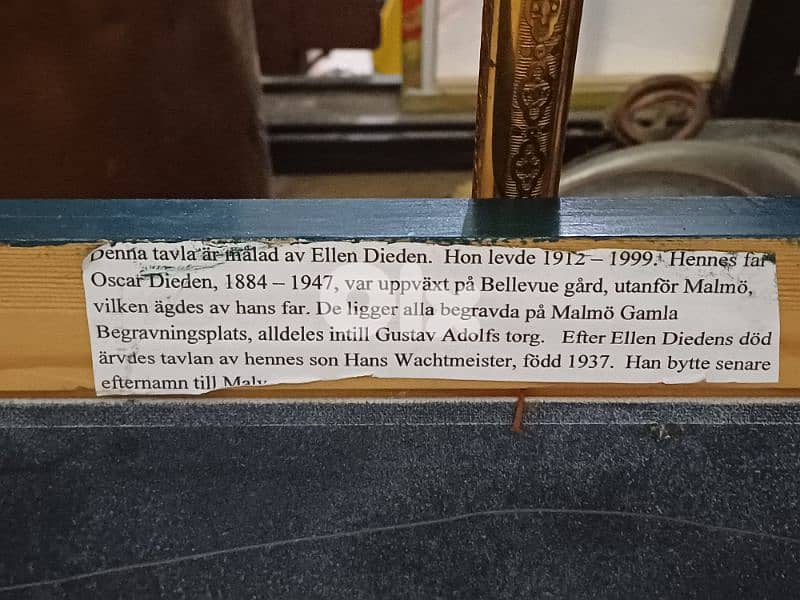 Denna tavla är målad av Ellen Dieden. Hon levde 1912 – 1999. Hennes far
Oscar Dieden, 1884 – 1947, var uppväxt på Bellevue gård, utanför Malmö,
vilken ägdes av hans far. De ligger alla begravda på Malmö Gamla
Begravningsplats, alldeles intill Gustav Adolfs torg. Efter Ellen Diedens död
ärvdes tavlan av hennes son Hans Wachtmeister, född 1937. Han bytte senare
efternamn till
olx